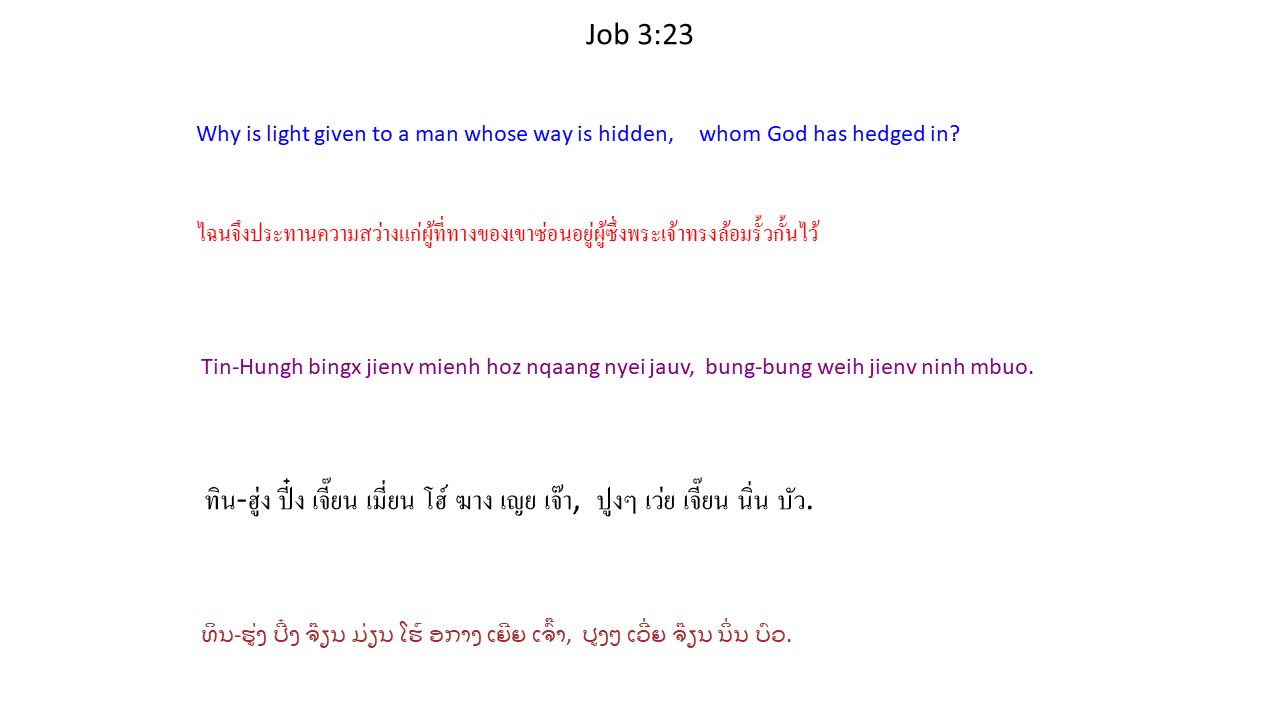 Job 3:23
Why is light given to a man whose way is hidden, whom God has hedged in?
ไฉนจึงประทานความสว่างแก่ผู้ที่ทางของเขาซ่อนอยู่ผู้ซึ่งพระเจ้าทรงล้อมรั้วกั้นไว้
Tin-Hungh bingx jienv mienh hoz nqaang nyei jauv, bung-bung weih jienv ninh mbuo.
ทิน-ฮู่ง ปี๋ง เจี๊ยน เมี่ยน โฮ์ ฆาง เญย เจ๊า, ปูงๆ เว่ย เจี๊ยน นิ่น บัว.
ທິນ-ຮູ່ງ ປີ໋ງ ຈ໊ຽນ ມ່ຽນ ໂຮ໌ ອກາງ ເຍີຍ ເຈົ໊າ, ປູງໆ ເວີ່ຍ ຈ໊ຽນ ນິ່ນ ບົວ.